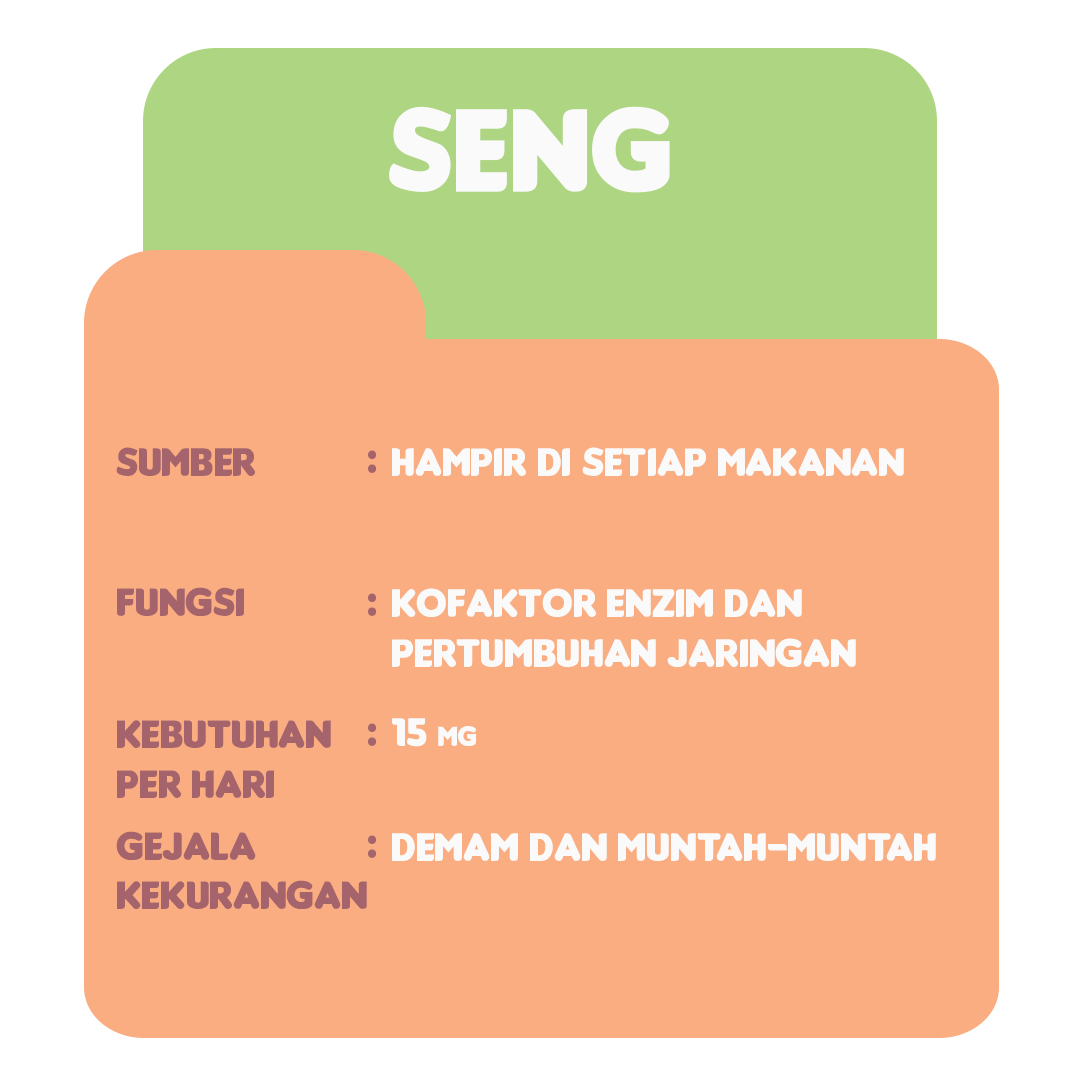 SENG
SUMBER : HAMPIR DI SETIAP MAKANAN
FUNGSI : KOFAKTOR ENZIM DAN
PERTUMBUHAN JARINGAN
KEBUTUHAN : 15 MG
PER HARI
GEJALA : DEMAM DAN MUNTAH-MUNTAH
KEKURANGAN